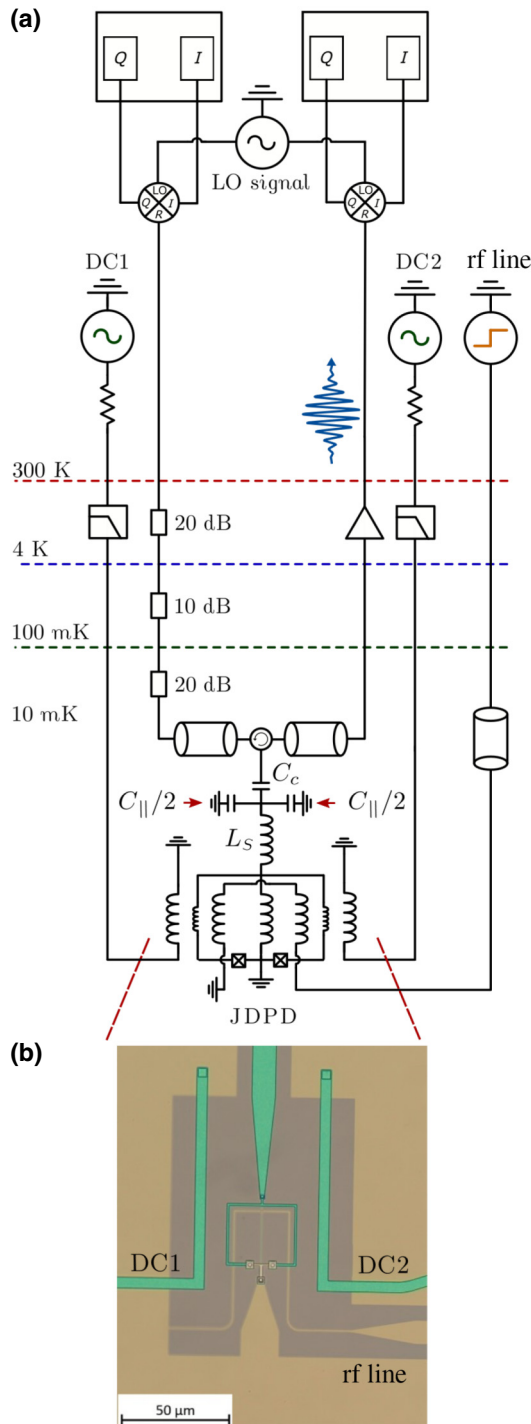 (a)
Q I Q I
LO signal
LO LO
Q I Q I
R R
DC1 DC2 rf line
300 K
20 dB
4 K
10 dB
100 mK
20 dB
10 mK
C_c
C_{||}/2 C_{||}/2
L_S
JDPD
(b)
DC1 DC2
rf line
50 μm